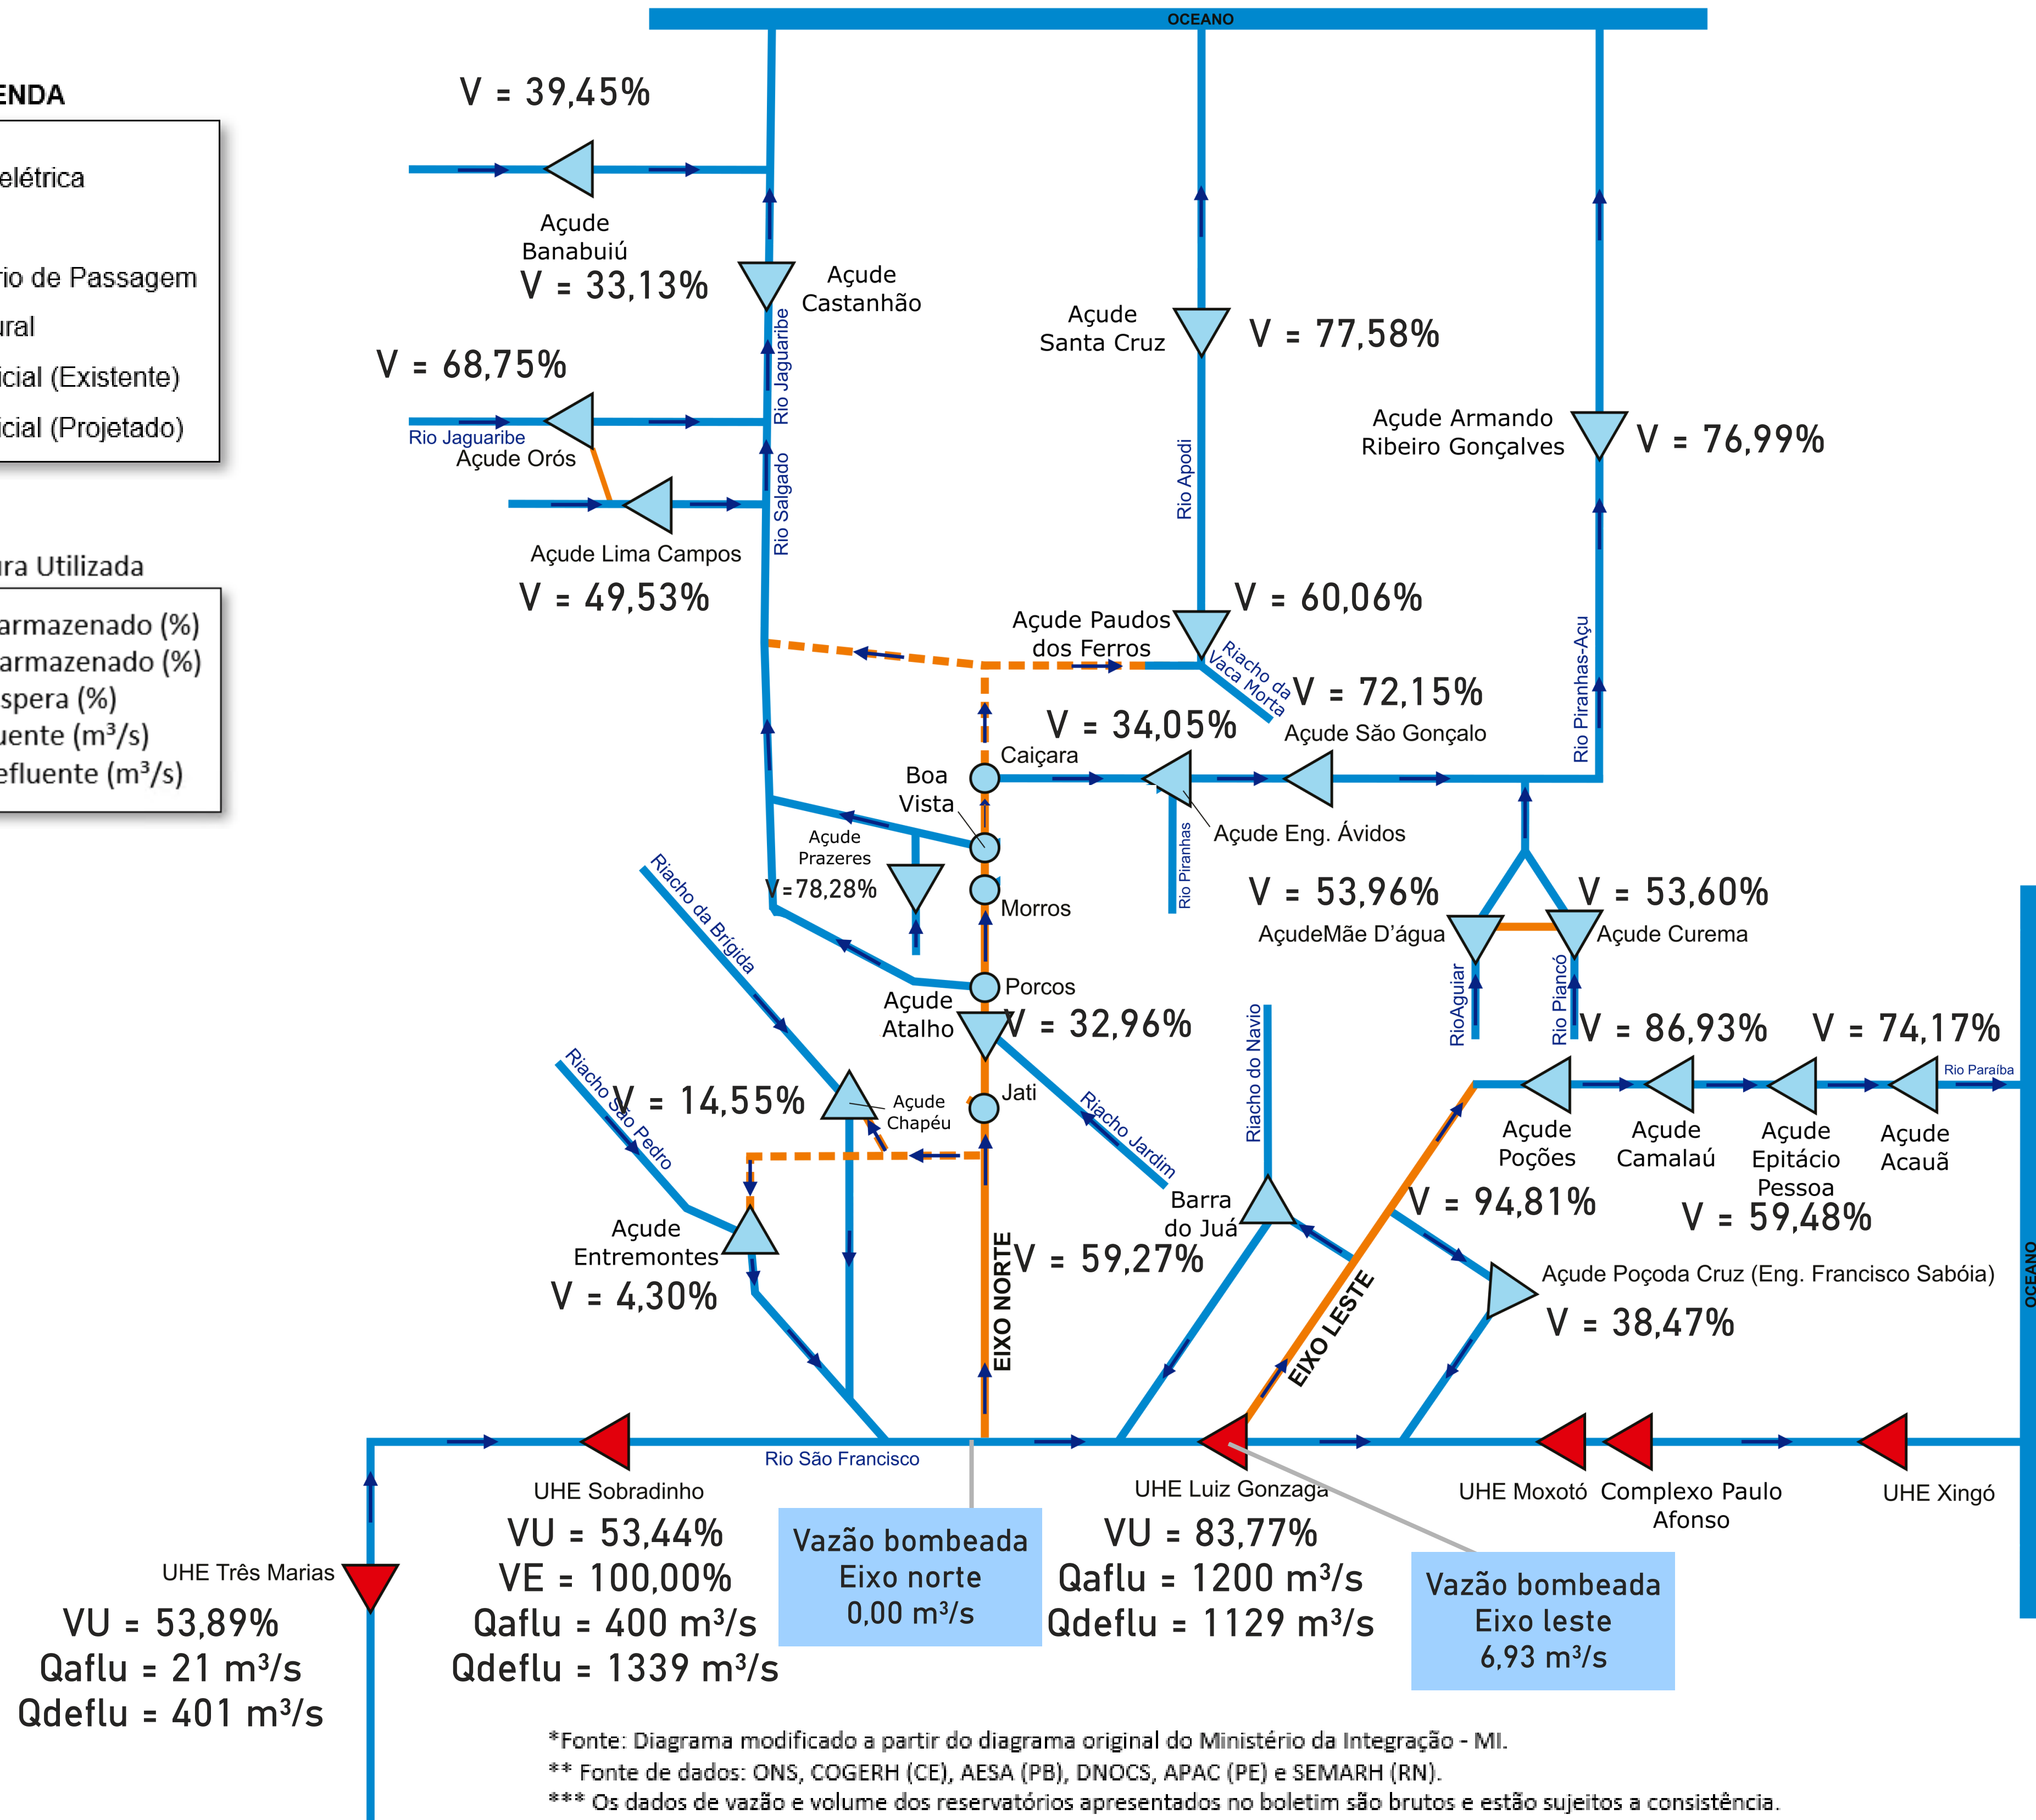 OCEANO
ENDA
elétrica
rio de Passagem
ural
icial (Existente)
icial (Projetado)
ura Utilizada
armazenado (%)
armazenado (%)
spera (%)
uente (m³/s)
efluente (m³/s)
V = 39,45%
Açude
Banabuiú
V = 33,13%
Açude
Castanhão
Rio Jaguaribe
V = 68,75%
Rio Jaguaribe
Açude Orós
Rio Salgado
Açude Lima Campos
V = 49,53%
Açude
Santa Cruz
V = 77,58%
Rio Apodi
Açude Armando
Ribeiro Gonçalves
V = 76,99%
Rio Piranhas-Açu
Açude Paudos
dos Ferros
V = 60,06%
Riacho da
Vaca Morta
V = 72,15%
Açude São Gonçalo
V = 34,05%
Caiçara
Boa
Vista
Açude Eng. Ávidos
Rio Piranhas
Açude
Prazeres
V=78,28%
Morros
Riacho da Brígida
V = 53,96%
AçudeMãe D'água
V = 53,60%
Açude Curema
RioAguiar
Rio Piancó
Porcos
Açude
Atalho
V = 32,96%
Riacho São Pedro
V = 14,55%
Açude
Chapéu
Jati
Riacho Jardim
Riacho do Navio
V = 86,93%
V = 74,17%
Rio Paraíba
Açude
Poções
Açude
Camalaú
Açude
Epitácio
Pessoa
Açude
Acauã
V = 94,81%
V = 59,48%
Barra
do Juá
V = 59,27%
Açude
Entremontes
V = 4,30%
EIXO NORTE
EIXO LESTE
Açude Poçoda Cruz (Eng. Francisco Sabóia)
V = 38,47%
OCEANO
Rio São Francisco
UHE Sobradinho
VU = 53,44%
VE = 100,00%
Qaflu = 400 m³/s
Qdeflu = 1339 m³/s
Vazão bombeada
Eixo norte
0,00 m³/s
UHE Luiz Gonzaga
VU = 83,77%
Qaflu = 1200 m³/s
Qdeflu = 1129 m³/s
Vazão bombeada
Eixo leste
6,93 m³/s
UHE Moxotó
Complexo Paulo
Afonso
UHE Xingó
UHE Três Marias
VU = 53,89%
Qaflu = 21 m³/s
Qdeflu = 401 m³/s
*Fonte: Diagrama modificado a partir do diagrama original do Ministério da Integração - MI.
** Fonte de dados: ONS, COGERH (CE), AESA (PB), DNOCS, APAC (PE) e SEMARH (RN).
*** Os dados de vazão e volume dos reservatórios apresentados no boletim são brutos e estão sujeitos a consistência.